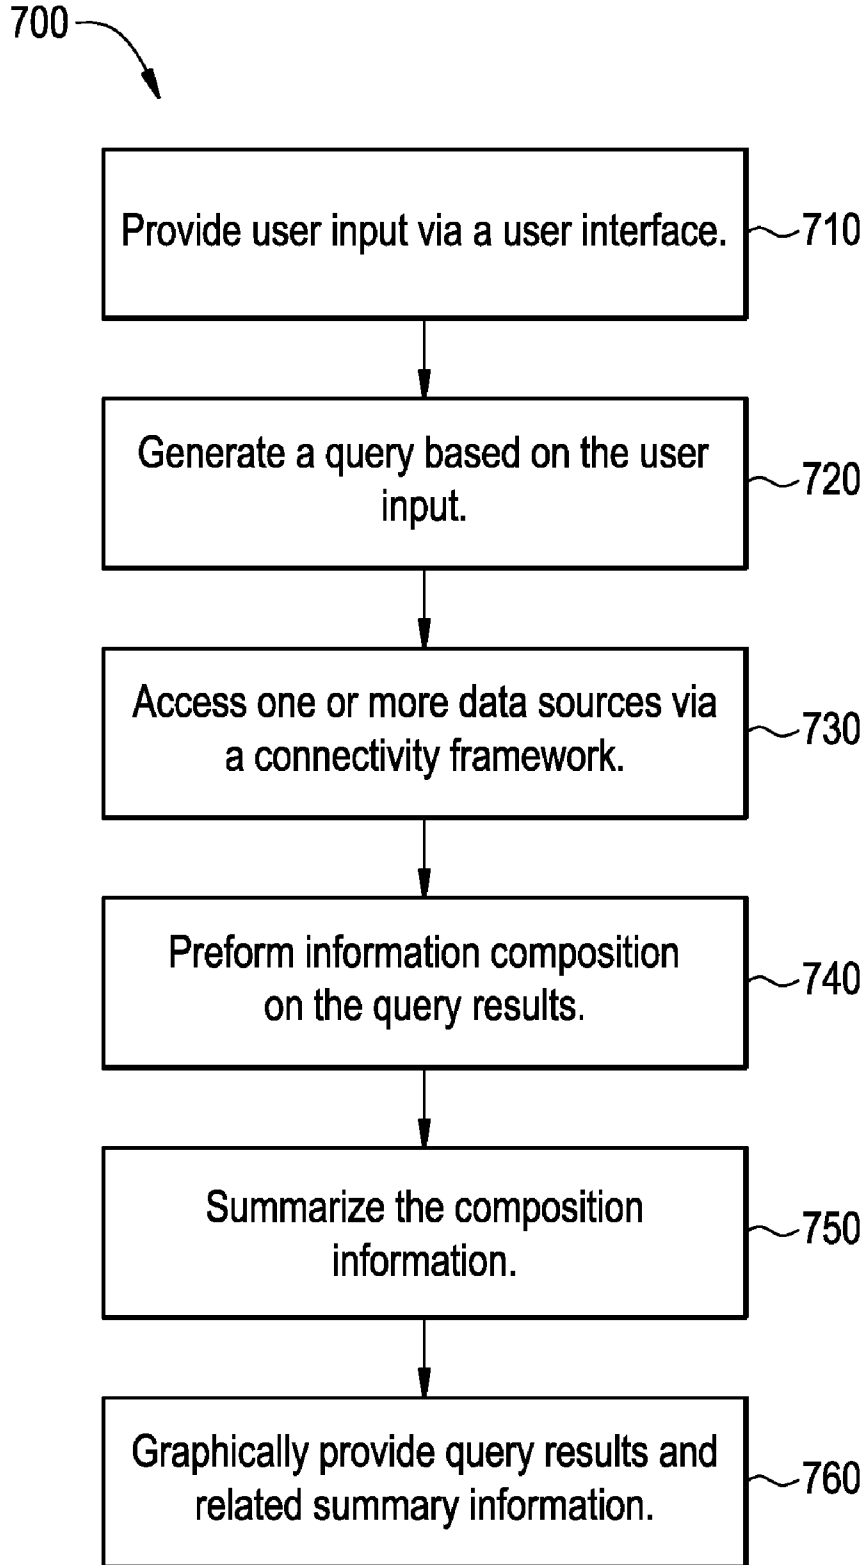 700
Provide user input via a user interface.
710
Generate a query based on the user
input.
720
Access one or more data sources via
a connectivity framework.
730
Preform information composition
on the query results.
740
Summarize the composition
information.
750
Graphically provide query results and
related summary information.
760